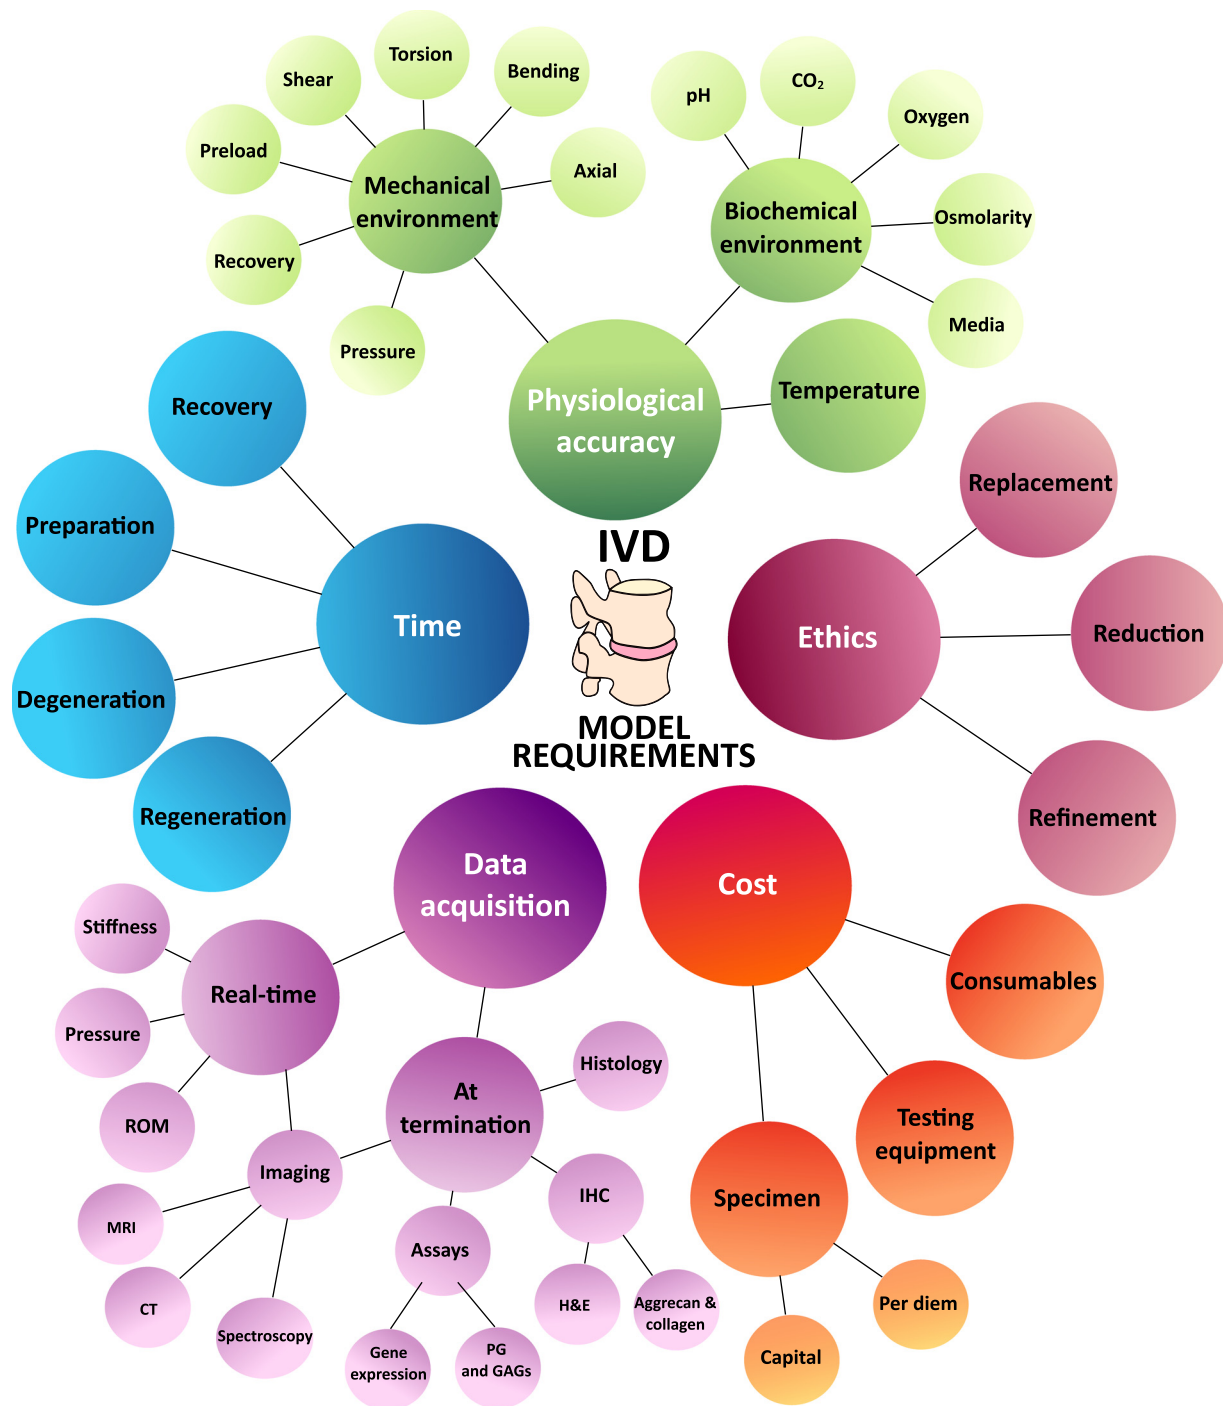 Torsion
Shear
Bending
Preload
Mechanical
environment
Axial
Recovery
Pressure
pH
CO₂
Oxygen
Biochemical
environment
Osmolarity
Media
Physiological
accuracy
Temperature
Recovery
Preparation
Time
Degeneration
Regeneration
IVD
MODEL
REQUIREMENTS
Replacement
Ethics
Reduction
Refinement
Data
acquisition
Stiffness
Real-time
Pressure
ROM
At
termination
Histology
Imaging
IHC
MRI
CT
Spectroscopy
Assays
H&E
Aggrecan &
collagen
Gene
expression
PG
and GAGs
Cost
Consumables
Testing
equipment
Specimen
Per diem
Capital